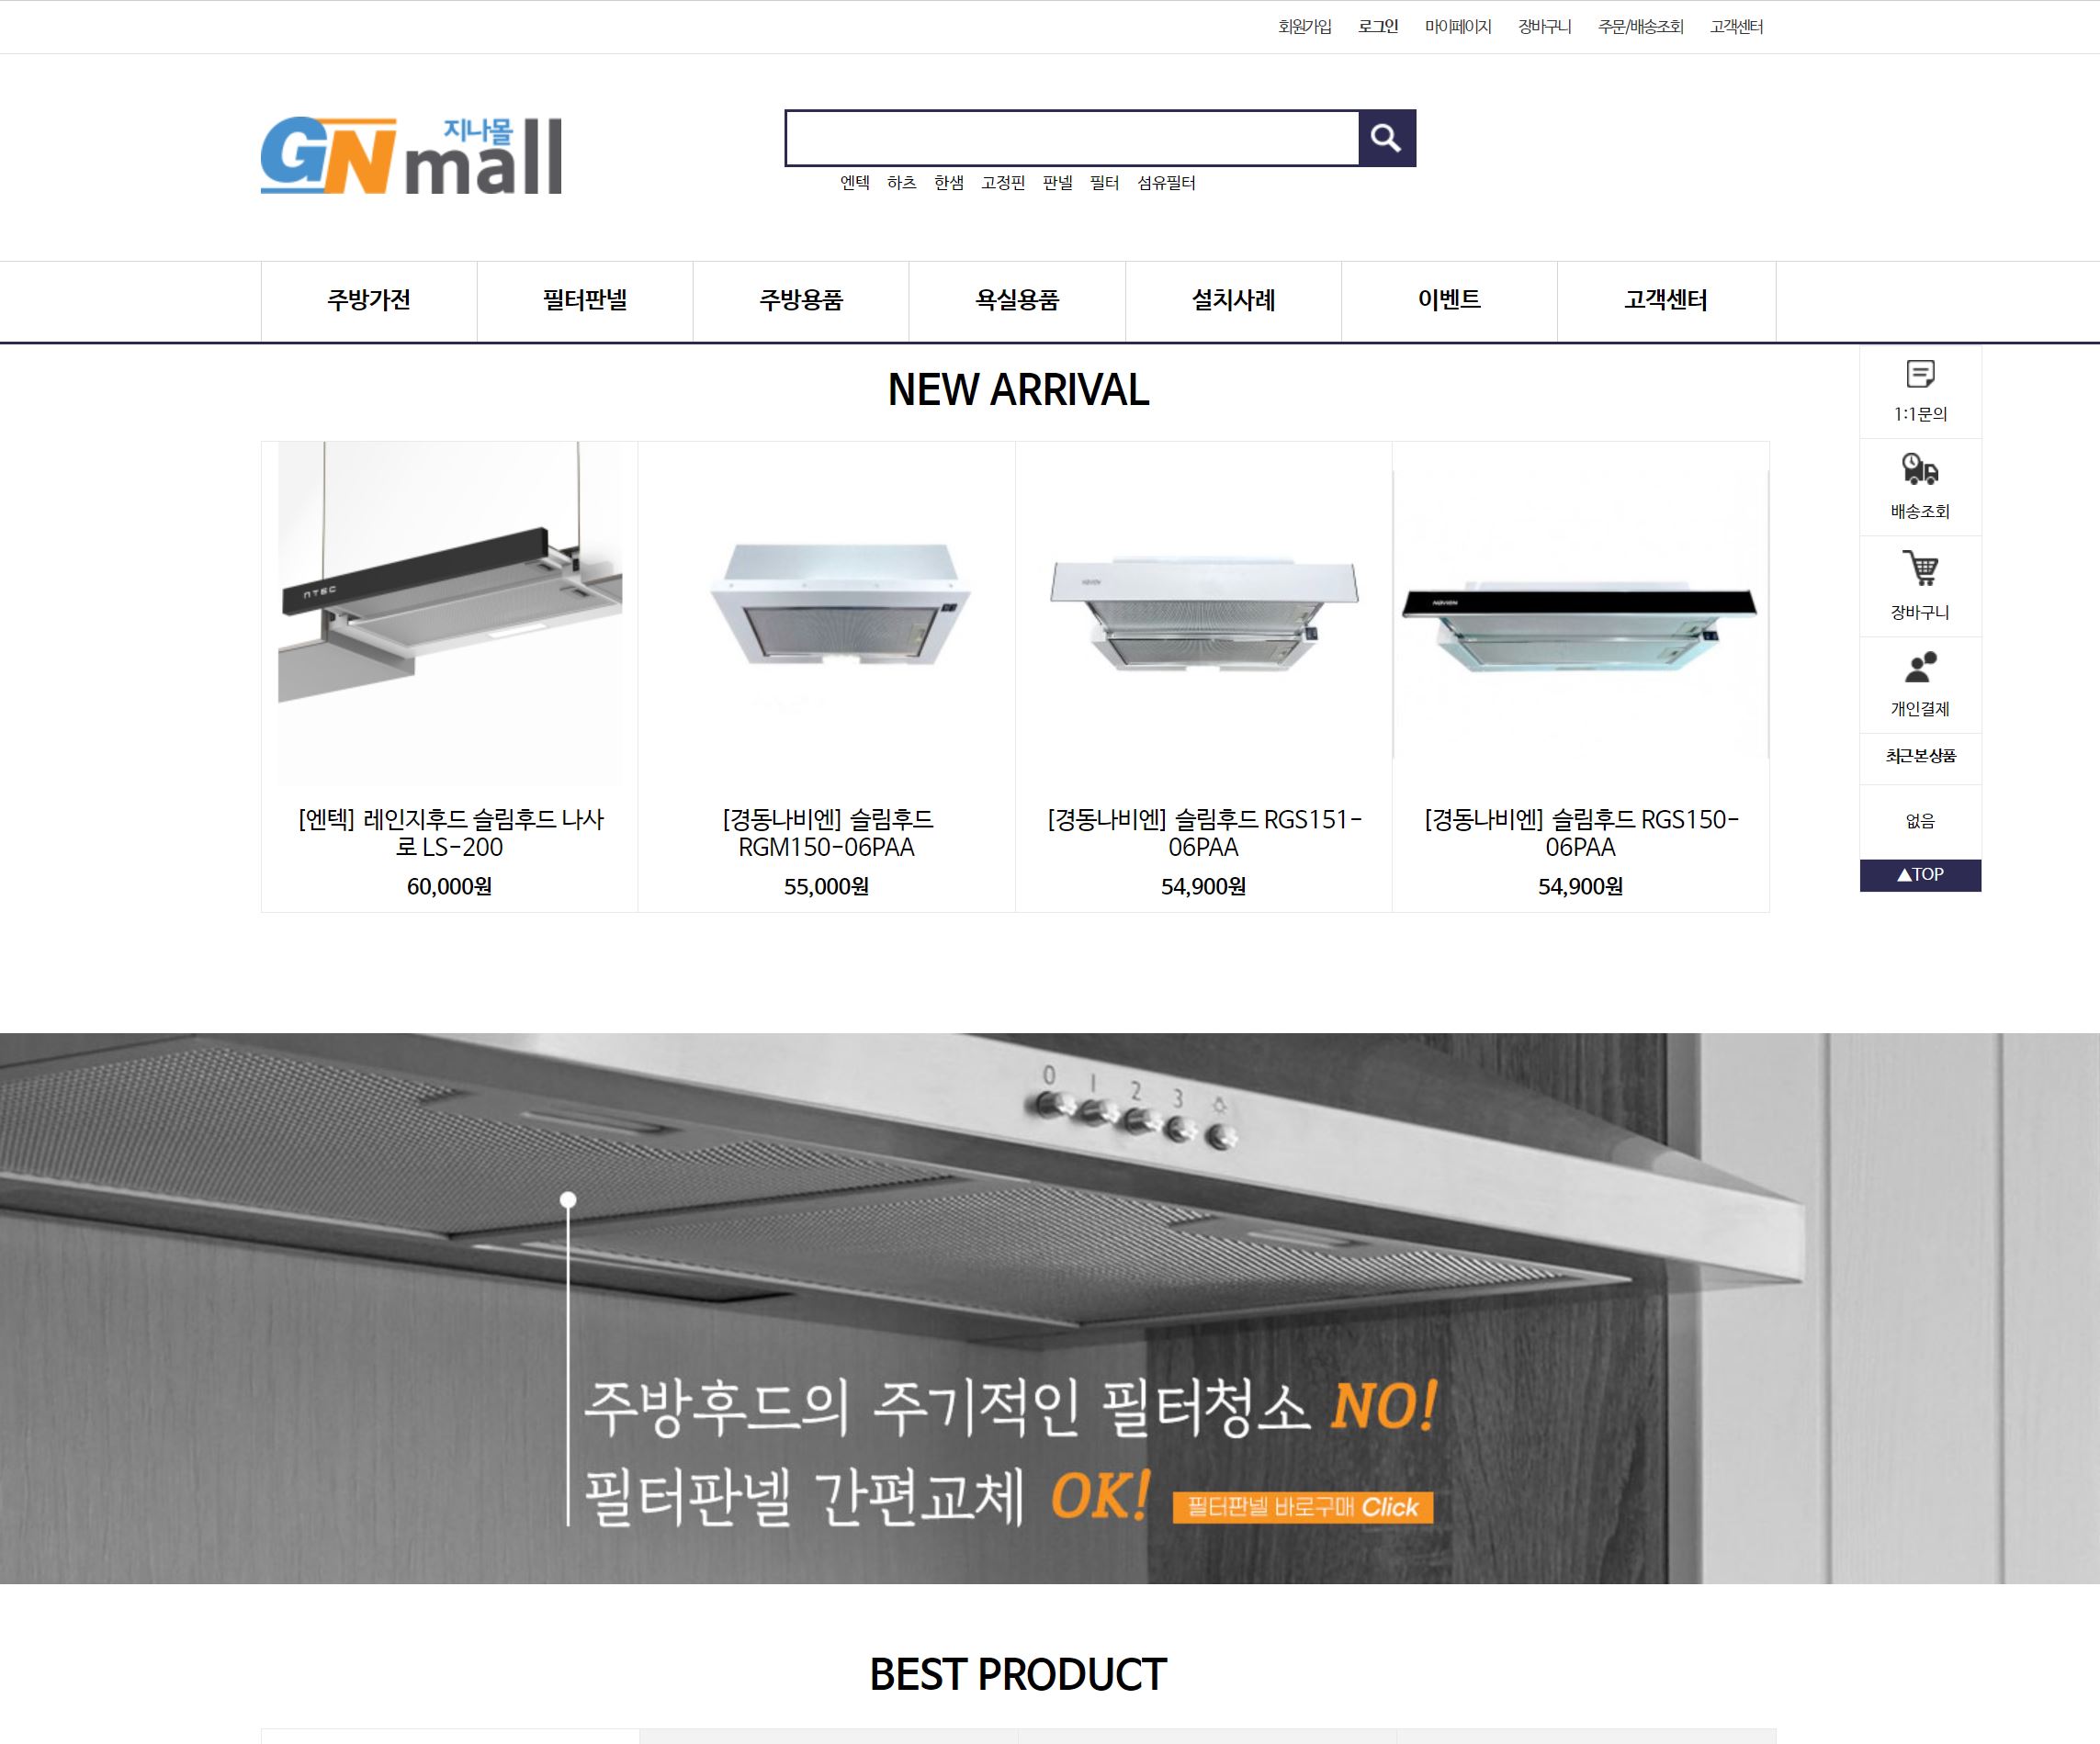 회원가입 로그인 마이페이지 장바구니 주문/배송조회 고객센터
GN mall 지나몰
엔텍 하츠 한샘 고정핀 판넬 필터 섬유필터
주방가전 필터판넬 주방용품 욕실용품 설치사례 이벤트 고객센터
NEW ARRIVAL
NTEC
NAVIEN
NAVIEN
[엔텍] 레인지후드 슬림후드 나사
로 LS-200
60,000원
[경동나비엔] 슬림후드
RGM150-06PAA
55,000원
[경동나비엔] 슬림후드 RGS151-
06PAA
54,900원
[경동나비엔] 슬림후드 RGS150-
06PAA
54,900원
1:1문의
배송조회
장바구니
개인결제
최근본상품
없음
▲TOP
0 1 2 3
주방후드의 주기적인 필터청소 NO!
필터판넬 간편교체 OK! 필터판넬 바로구매 Click
BEST PRODUCT